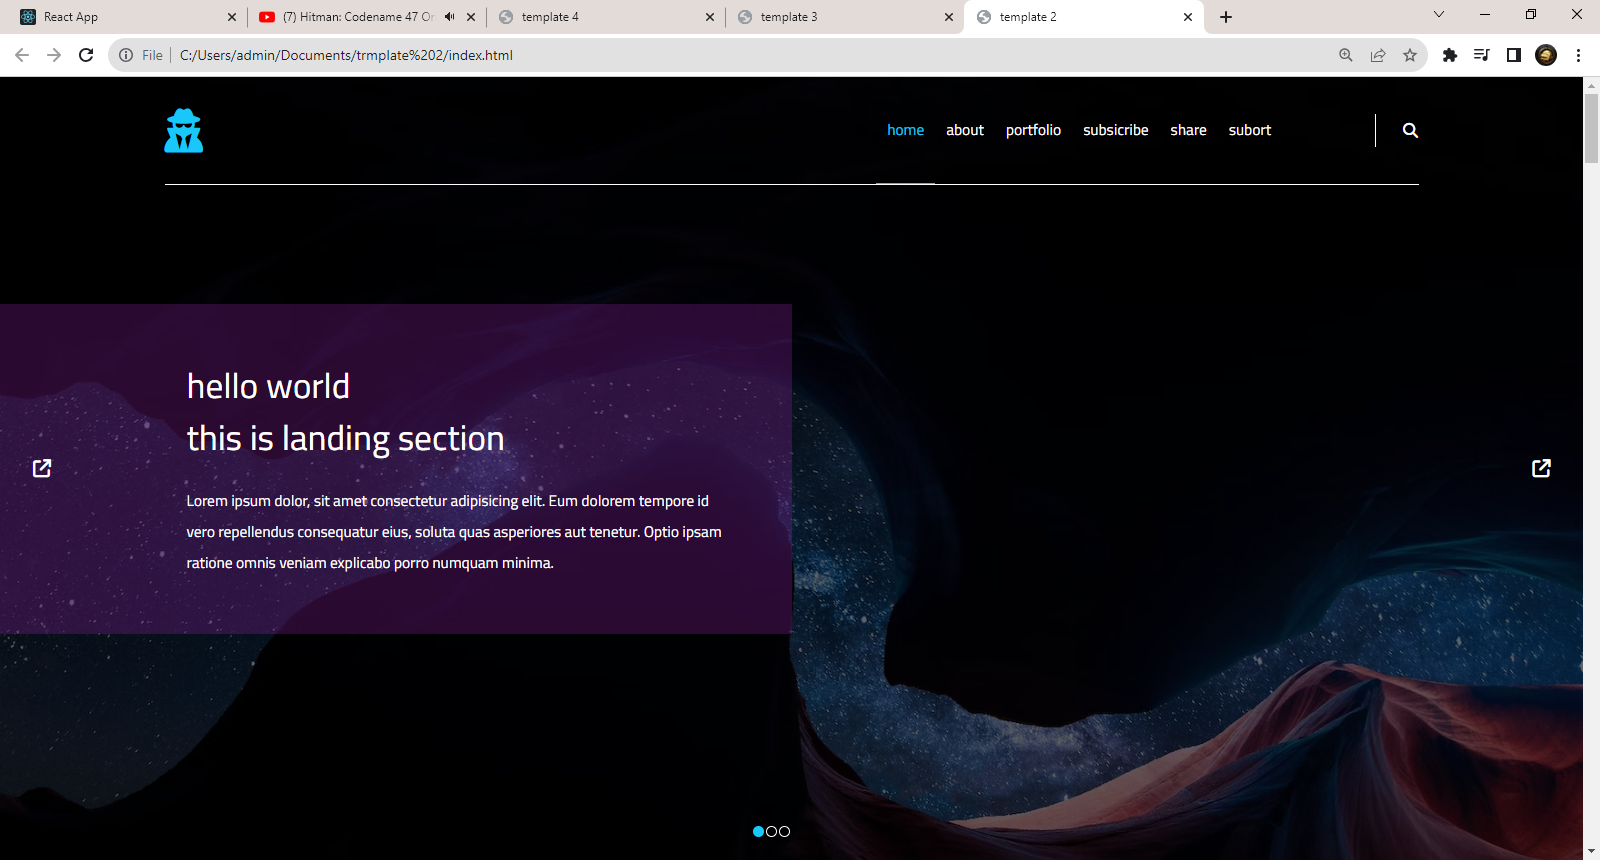 React App
(7) Hitman: Codename 47 Or
template 4
template 3
template 2
File
C:/Users/admin/Documents/trmplate%202/index.html
home about portfolio subsicribe share subort
hello world
this is landing section
Lorem ipsum dolor, sit amet consectetur adipisicing elit. Eum dolorem tempore id
vero repellendus consequatur eius, soluta quas asperiores aut tenetur. Optio ipsam
ratione omnis veniam explicabo porro numquam minima.